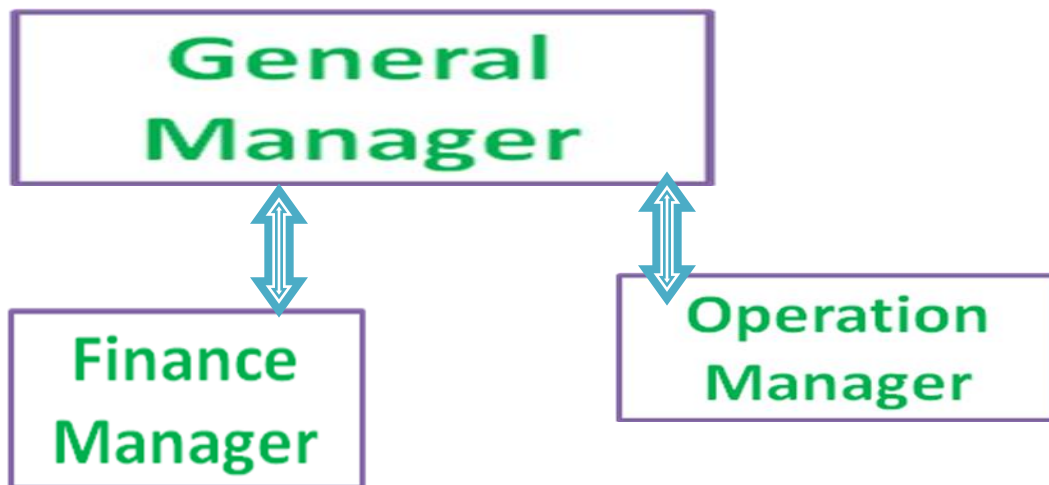 General
Manager
Finance
Manager
Operation
Manager